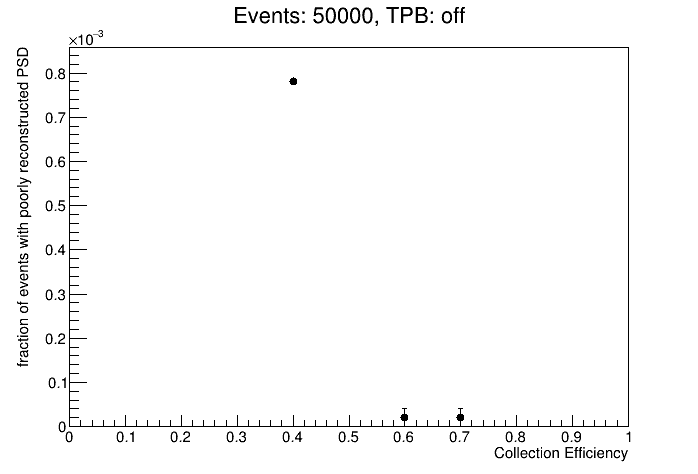 Events: 50000, TPB: off
×10⁻³
fraction of events with poorly reconstructed PSD
0.8
0.7
0.6
0.5
0.4
0.3
0.2
0.1
0
0 0.1 0.2 0.3 0.4 0.5 0.6 0.7 0.8 0.9 1
Collection Efficiency